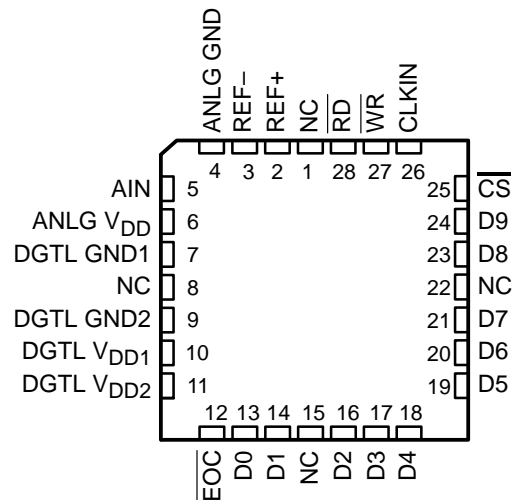 ANLG GND
REF−
REF+
NC
RD
WR
CLKIN
4 3 2 1 28 27 26
AIN 5
ANLG VDD 6
DGTL GND1 7
NC 8
DGTL GND2 9
DGTL VDD1 10
DGTL VDD2 11
25 CS
24 D9
23 D8
22 NC
21 D7
20 D6
19 D5
12 13 14 15 16 17 18
EOC
D0
D1
NC
D2
D3
D4